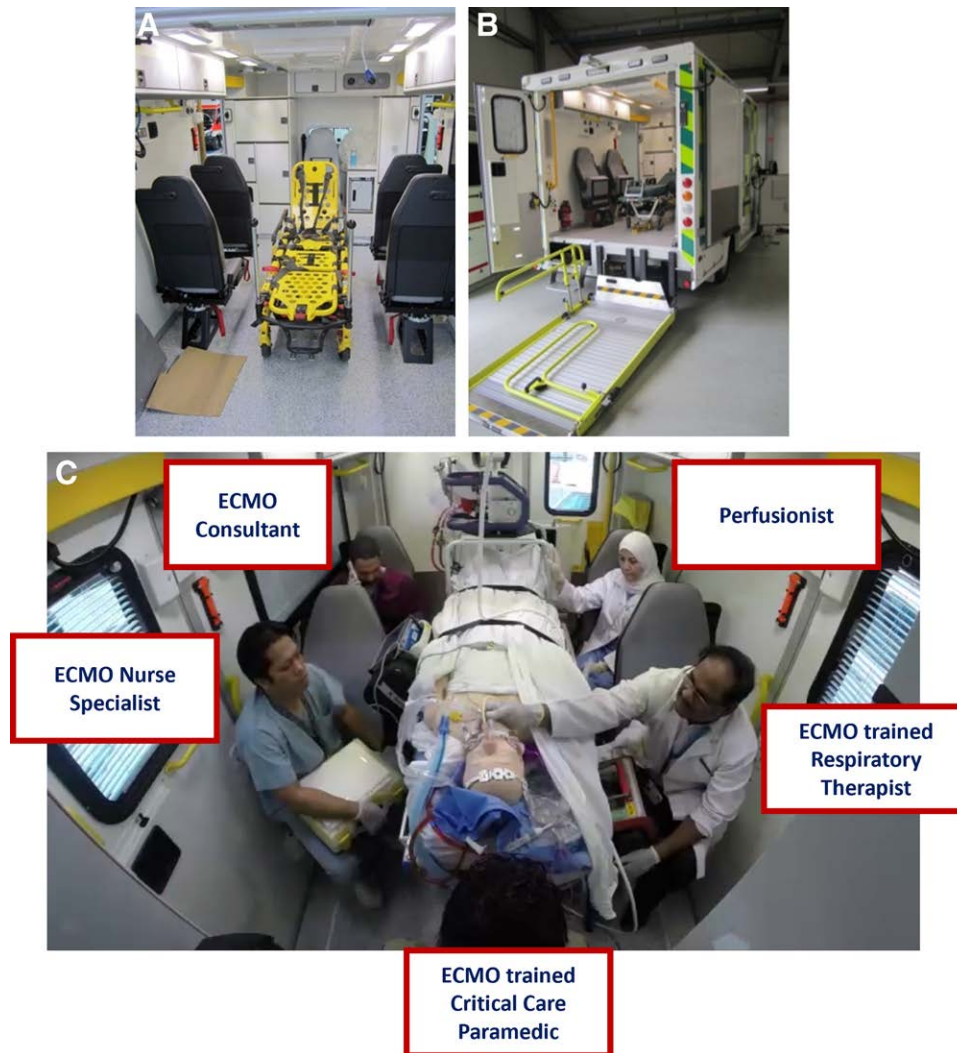 A
B
C
ECMO
Consultant
Perfusionist
ECMO Nurse
Specialist
ECMO trained
Respiratory
Therapist
ECMO trained
Critical Care
Paramedic